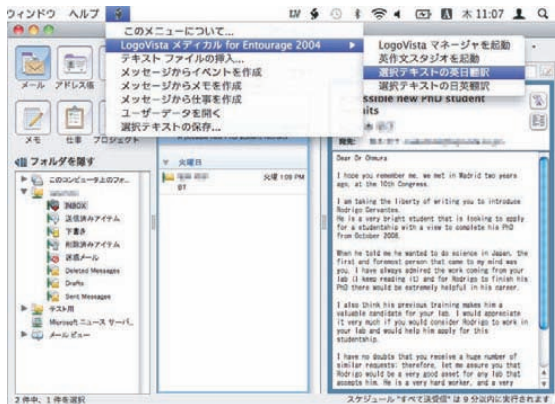 ウィンドウ ヘルプ
木 11:07
このメニューについて...
LogoVista メディカル for Entourage 2004
テキスト ファイルの挿入...
メッセージからイベントを作成
メッセージからメモを作成
メッセージから仕事を作成
ユーザーデータを開く
選択テキストの保存...
LogoVista マネージャを起動
英作文スタジオを起動
選択テキストの英日翻訳
選択テキストの日英翻訳
メール アドレス帳
メモ 仕事 プロジェクト
フォルダを隠す
このコンピュータ上のフォ...
INBOX
送信済みアイテム
下書き
削除済みアイテム
迷惑メール
Deleted Messages
Drafts
Sent Messages
テスト用
Microsoft ニュース サーバ...
メール ビュー
火曜日
火曜 1:09 PM
BT
ssible new PhD student
its
宛先:
Dear Dr Ohmura
I hope you remember me, we met in Madrid two years
ago, at the 10th Congress.
I am taking the liberty of writing you to introduce
Rodrigo Cervantes.
He is a very bright student that is looking to apply
for a studentship with a view to complete his PhD
from October 2008.
When he told me he wanted to do science in Japan, the
first and foremost person that came to my mind was
you. I have always admired the work coming from your
lab (I keep reading it) and for Rodrigo to finish his
PhD there would be extremely helpful in his career.
I also think his previous training makes him a
valuable candidate for your lab. I would appreciate
it very much if you would consider Rodrigo to work in
your lab and would help him apply for this
studentship.
I have no doubts that you receive a huge number of
similar requests; therefore, let me assure you that
Rodrigo would be a very good asset for any lab that
accepts him. He is a very hard worker, and a very
2 件中、1 件を選択
スケジュール "すべて送受信" は 9 分以内に実行されます